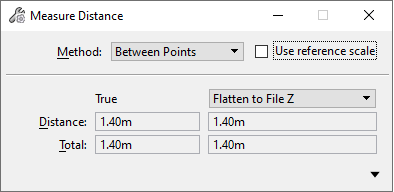 Measure Distance
Method: Between Points Use reference scale
True Flatten to File Z
Distance: 1.40m 1.40m
Total: 1.40m 1.40m